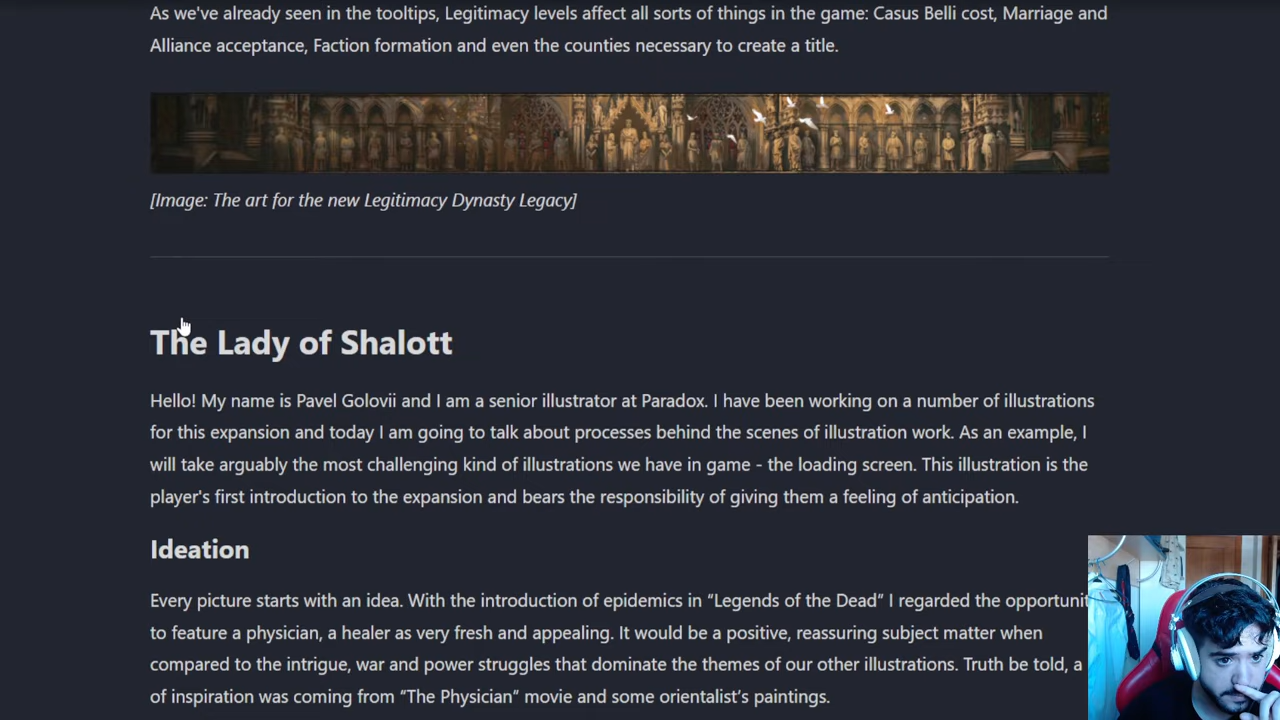 As we've already seen in the tooltips, Legitimacy levels affect all sorts of things in the game: Casus Belli cost, Marriage and
Alliance acceptance, Faction formation and even the counties necessary to create a title.
[Image: The art for the new Legitimacy Dynasty Legacy]
The Lady of Shalott
Hello! My name is Pavel Golovii and I am a senior illustrator at Paradox. I have been working on a number of illustrations
for this expansion and today I am going to talk about processes behind the scenes of illustration work. As an example, I
will take arguably the most challenging kind of illustrations we have in game - the loading screen. This illustration is the
player's first introduction to the expansion and bears the responsibility of giving them a feeling of anticipation.
Ideation
Every picture starts with an idea. With the introduction of epidemics in “Legends of the Dead” I regarded the
to feature a physician, a healer as very fresh and appealing. It would be a positive, reassuring subject matter when
compared to the intrigue, war and power struggles that dominate the themes of our other illustrations. Truth be told, a
of inspiration was coming from “The Physician” movie and some orientalist’s paintings.